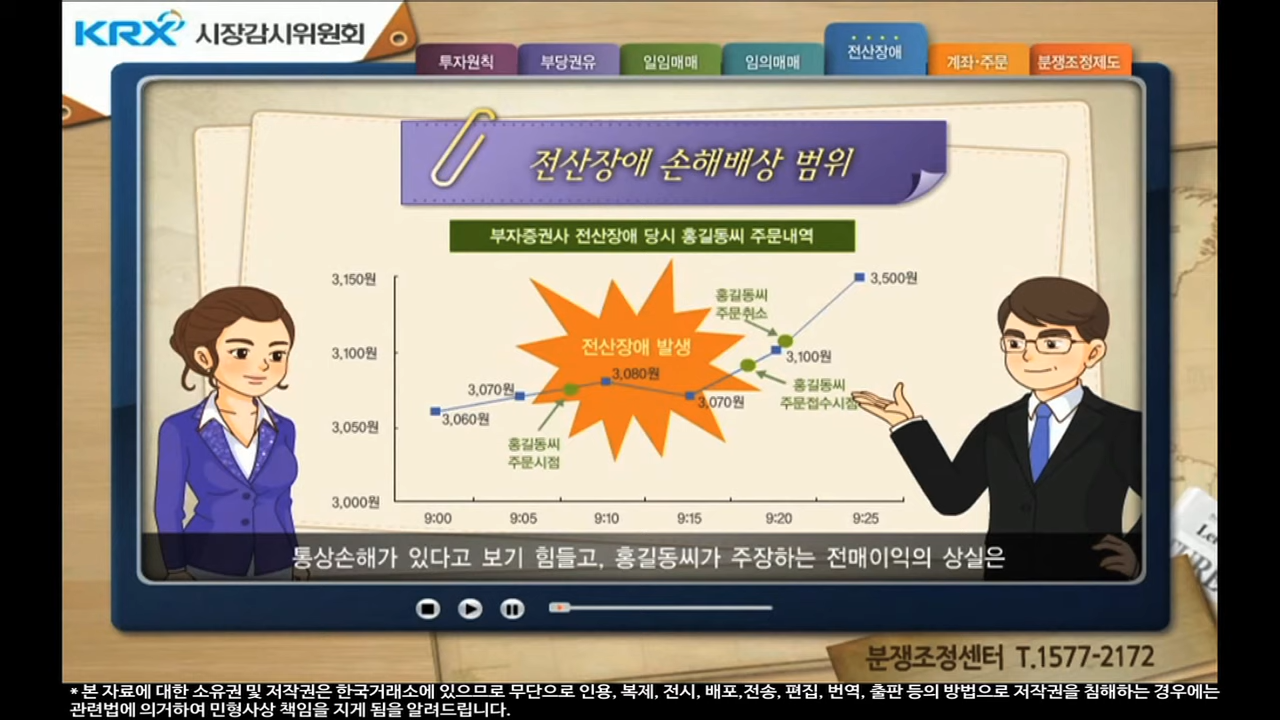 KRX 시장감시위원회
투자원칙 부당권유 일임매매 임의매매 전산장애 계좌·주문 분쟁조정제도
전산장애 손해배상 범위
부자증권사 전산장애 당시 홍길동씨 주문내역
3,150원
3,100원
3,050원
3,000원
전산장애 발생
3,060원
3,070원
3,080원
3,070원
3,100원
3,500원
홍길동씨
주문시점
홍길동씨
주문취소
홍길동씨
주문접수시점
9:00 9:05 9:10 9:15 9:20 9:25
통상손해가 있다고 보기 힘들고, 홍길동씨가 주장하는 전매이익의 상실은
분쟁조정센터 T.1577-2172
* 본 자료에 대한 소유권 및 저작권은 한국거래소에 있으므로 무단으로 인용, 복제, 전시, 배포,전송, 편집, 번역, 출판 등의 방법으로 저작권을 침해하는 경우에는
관련법에 의거하여 민형사상 책임을 지게 됨을 알려드립니다.